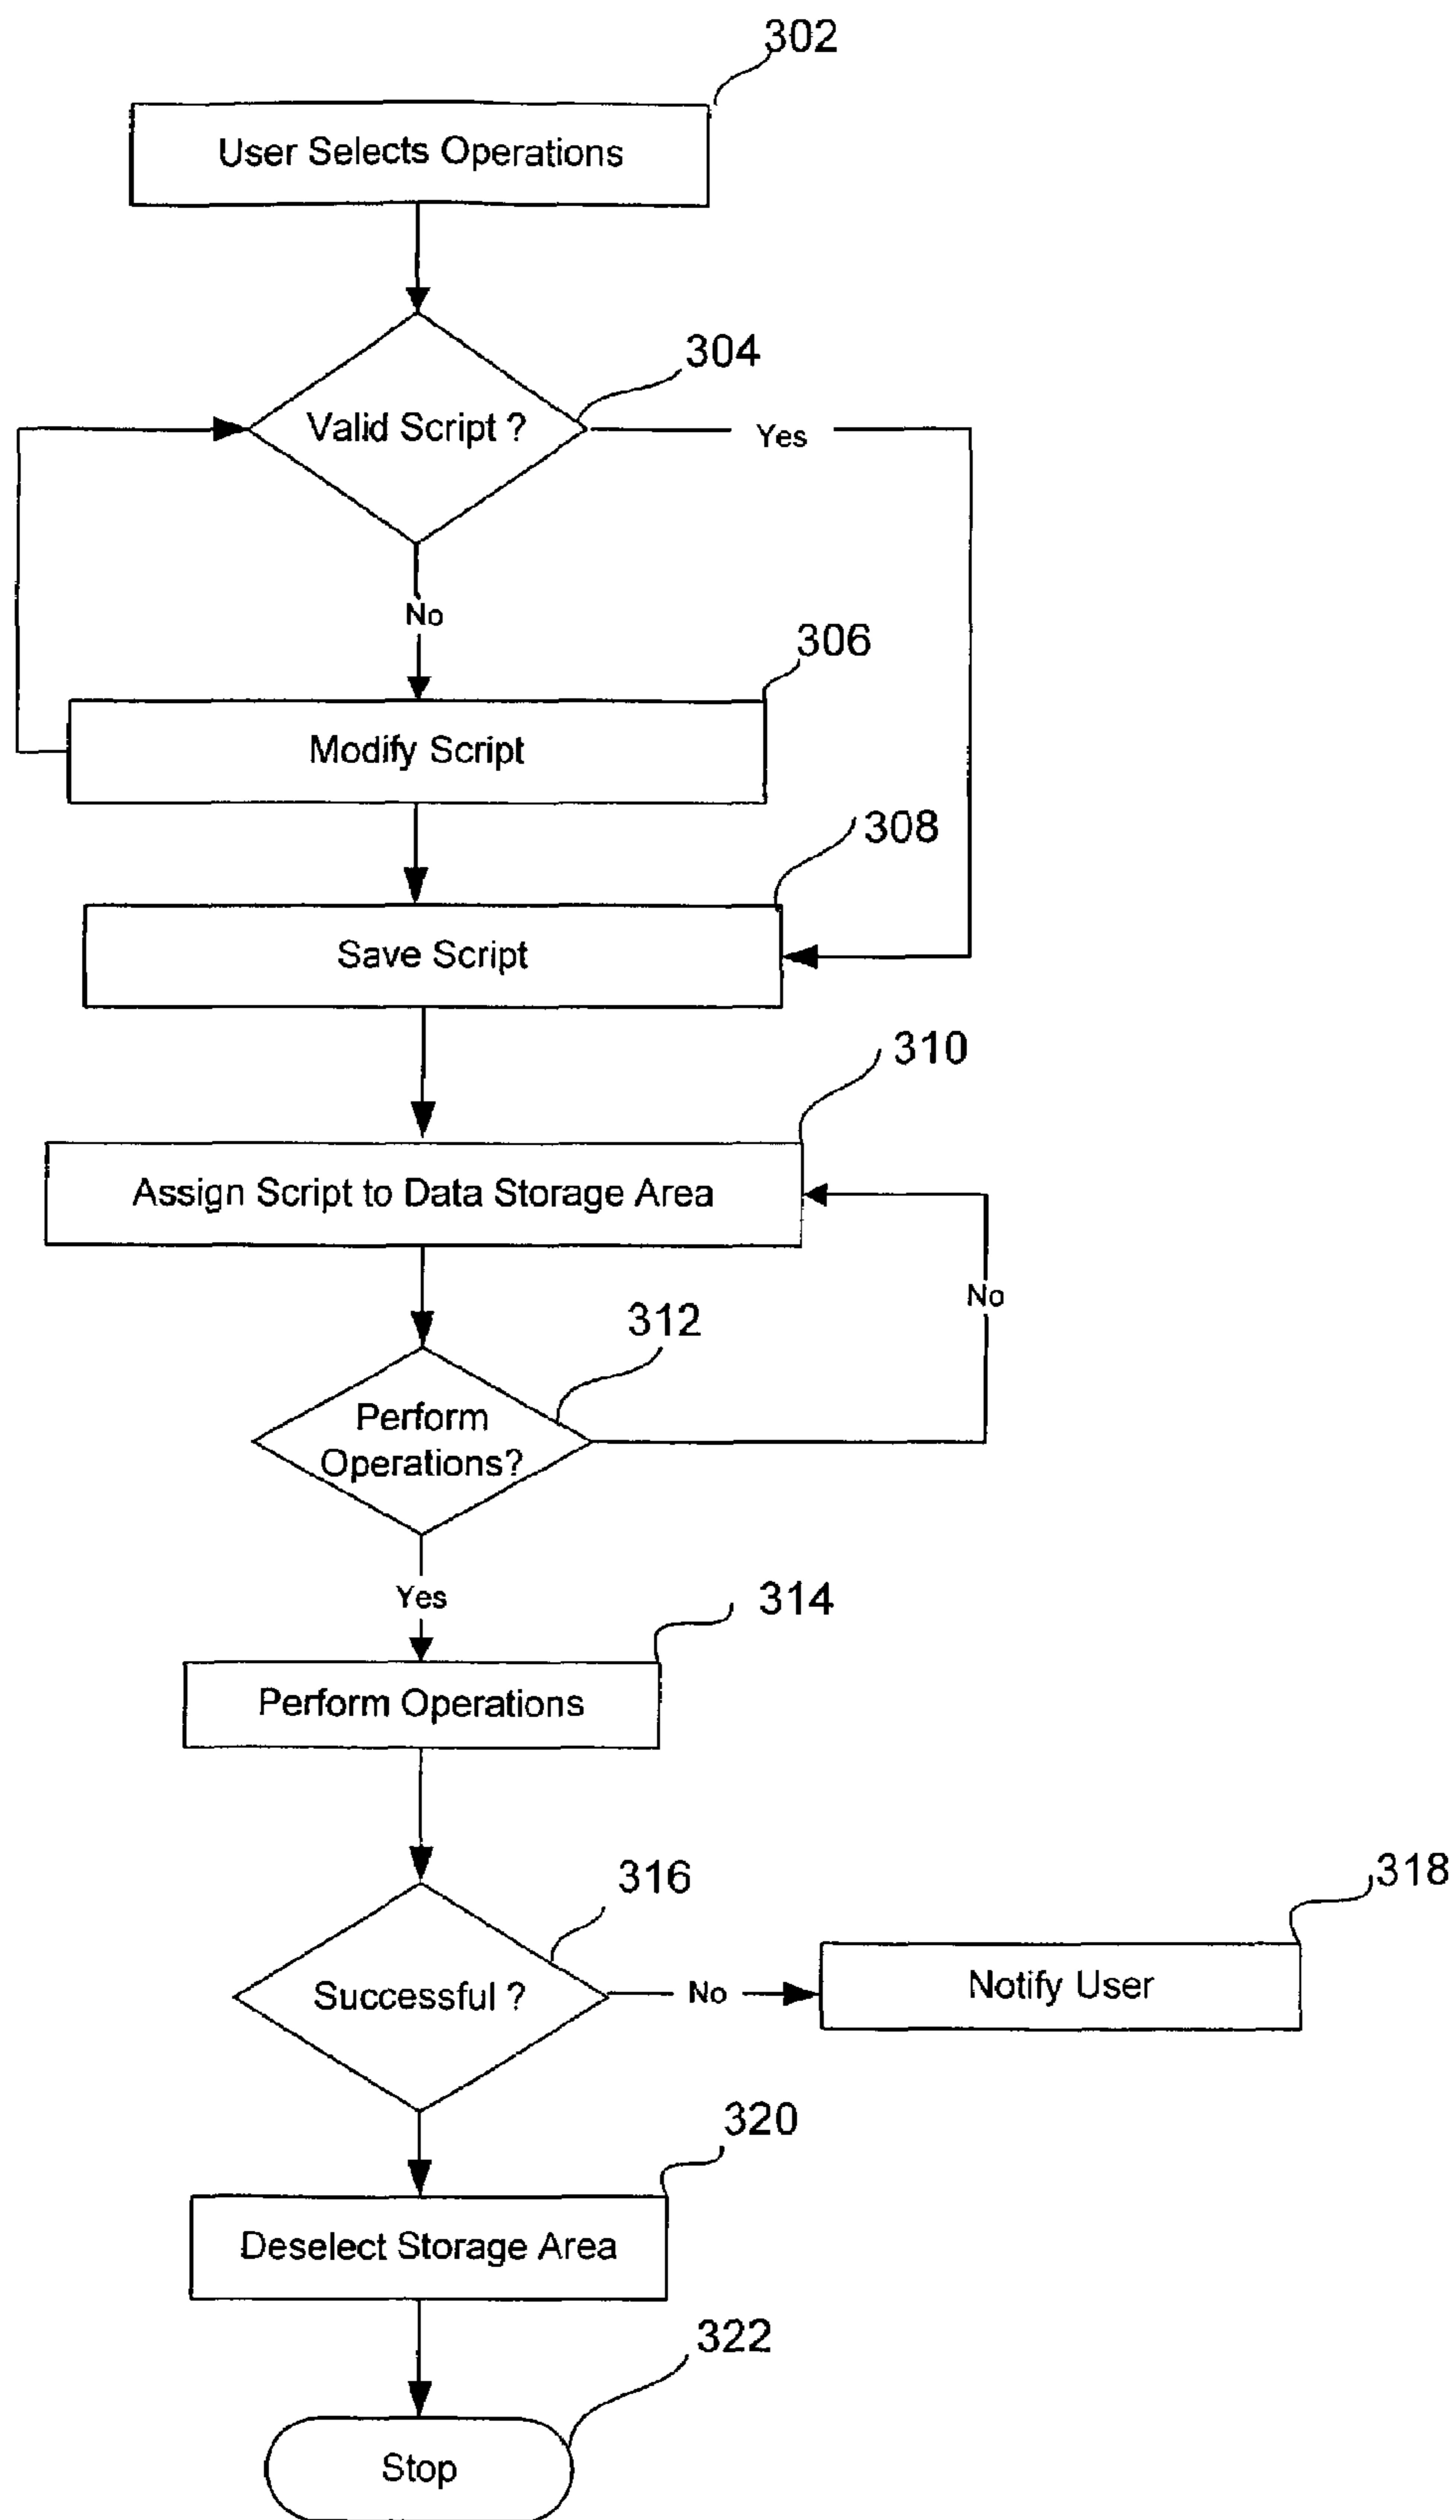 302
User Selects Operations
304
Valid Script ?
Yes
No
306
Modify Script
308
Save Script
310
Assign Script to Data Storage Area
No
312
Perform
Operations?
Yes
314
Perform Operations
316
318
Successful ?
No
Notify User
320
Deselect Storage Area
322
Stop